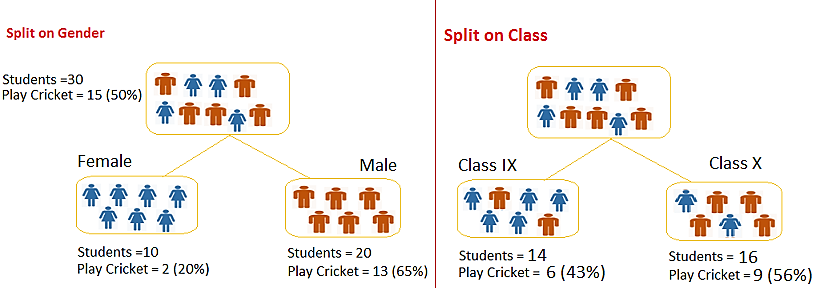 Split on Gender
Students =30
Play Cricket = 15 (50%)
Female
Male
Students =10
Play Cricket = 2 (20%)
Students = 20
Play Cricket = 13 (65%)
Split on Class
Class IX
Class X
Students = 14
Play Cricket = 6 (43%)
Students = 16
Play Cricket = 9 (56%)